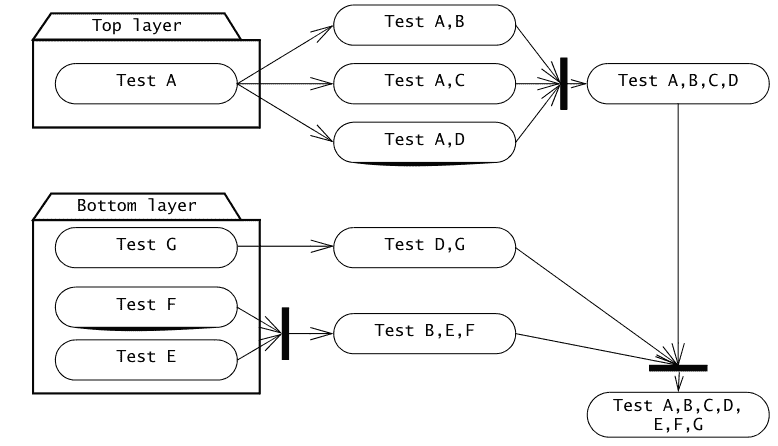 Top layer
Test A
Test A,B
Test A,C
Test A,D
Test A,B,C,D
Bottom layer
Test G
Test F
Test E
Test D,G
Test B,E,F
Test A,B,C,D,
E,F,G